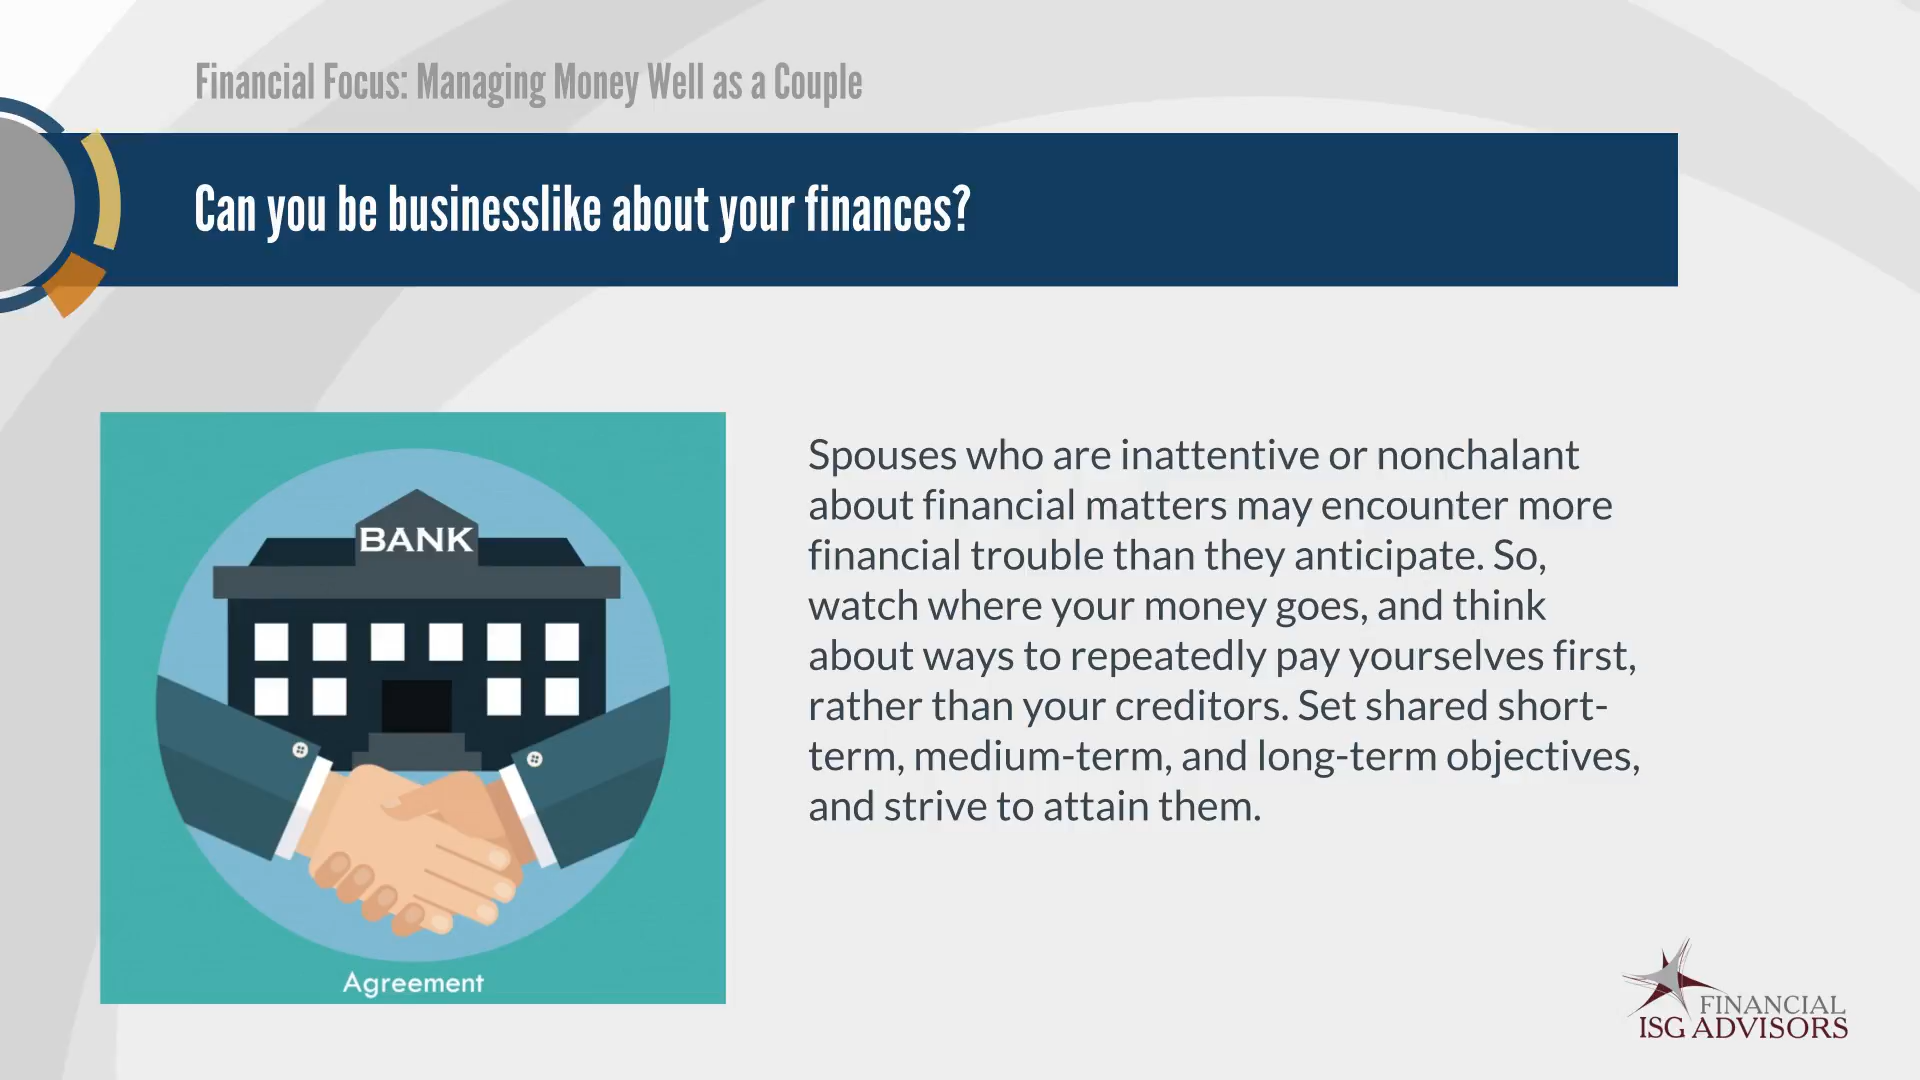 Financial Focus: Managing Money Well as a Couple
Can you be businesslike about your finances?
BANK
Agreement
Spouses who are inattentive or nonchalant
about financial matters may encounter more
financial trouble than they anticipate. So,
watch where your money goes, and think
about ways to repeatedly pay yourselves first,
rather than your creditors. Set shared short-
term, medium-term, and long-term objectives,
and strive to attain them.
FINANCIAL
ISG ADVISORS